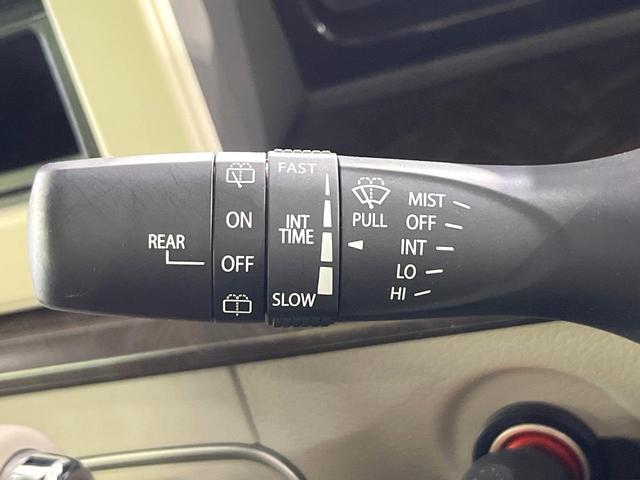 REAR
ON
OFF
FAST
INT
TIME
SLOW
PULL
MIST
OFF
INT
LO
HI